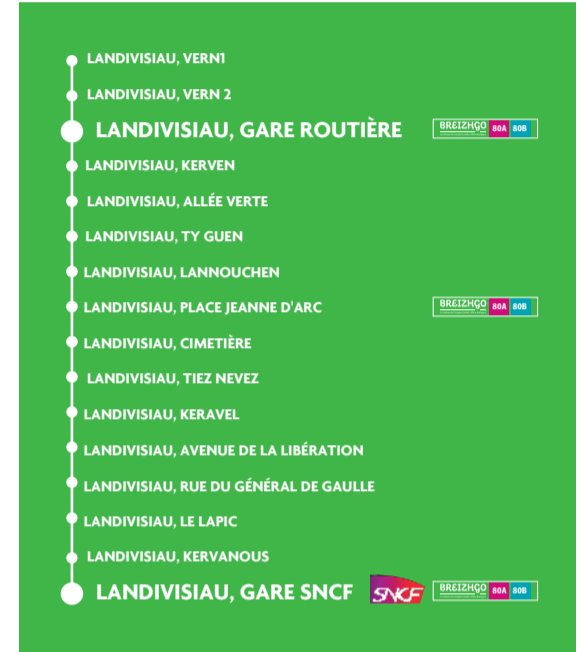 LANDIVISIAU, VERN1
LANDIVISIAU, VERN 2
LANDIVISIAU, GARE ROUTIÈRE BREIZHGO 80A 80B
LANDIVISIAU, KERVEN
LANDIVISIAU, ALLÉE VERTE
LANDIVISIAU, TY GUEN
LANDIVISIAU, LANNOUCHEN
LANDIVISIAU, PLACE JEANNE D'ARC BREIZHGO 80A 80B
LANDIVISIAU, CIMETIÈRE
LANDIVISIAU, TIEZ NEVEZ
LANDIVISIAU, KERAVEL
LANDIVISIAU, AVENUE DE LA LIBÉRATION
LANDIVISIAU, RUE DU GÉNÉRAL DE GAULLE
LANDIVISIAU, LE LAPIC
LANDIVISIAU, KERVANOUS
LANDIVISIAU, GARE SNCF SNCF BREIZHGO 80A 80B